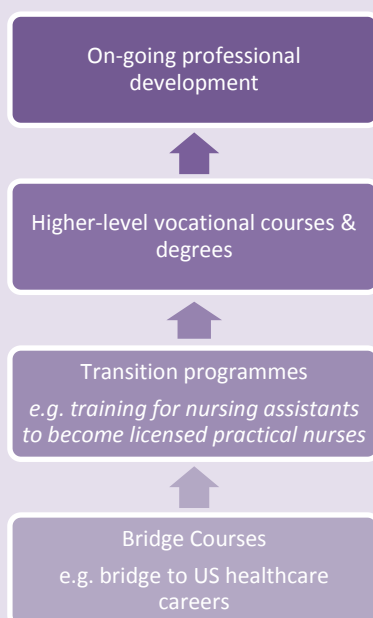 On-going professional
development
Higher-level vocational courses &
degrees
Transition programmes
e.g. training for nursing assistants
to become licensed practical nurses
Bridge Courses
e.g. bridge to US healthcare
careers